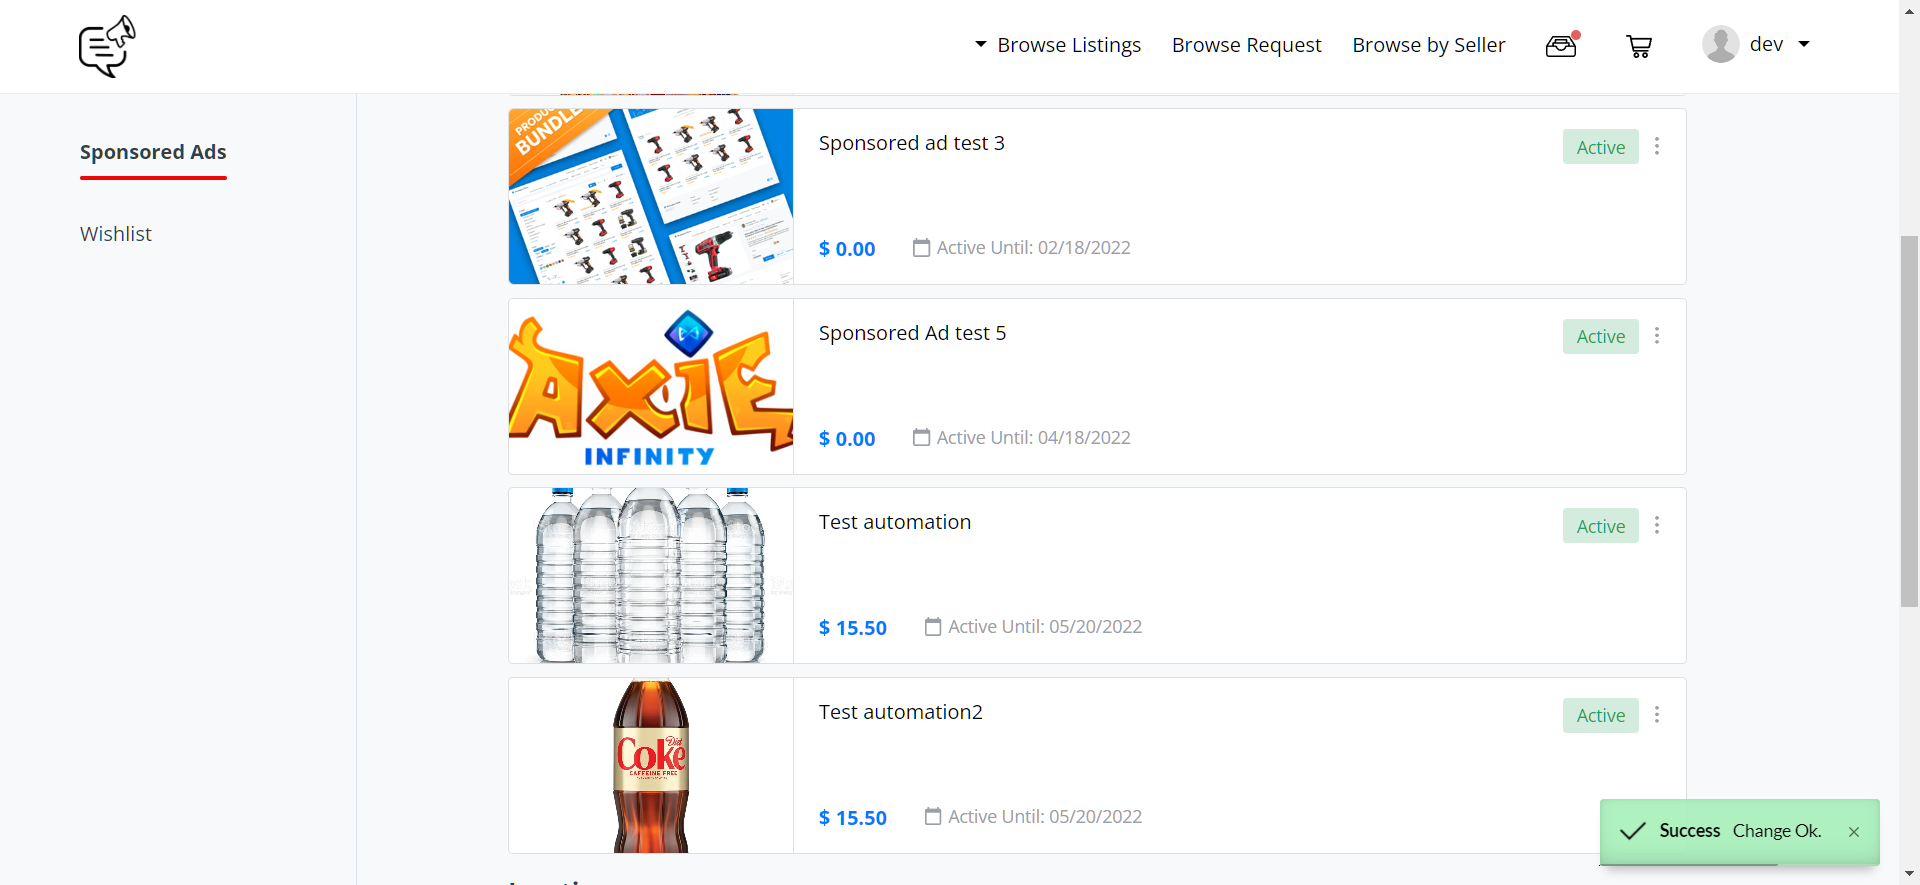 Browse Listings
Browse Request
Browse by Seller
dev
Sponsored Ads
Wishlist
PRODU
BUNDLE
Sponsored ad test 3
Active
$ 0.00
Active Until: 02/18/2022
AXIE
INFINITY
Sponsored Ad test 5
Active
$ 0.00
Active Until: 04/18/2022
Test automation
Active
$ 15.50
Active Until: 05/20/2022
Diet
Coke
CAFFEINE FREE
Test automation2
Active
$ 15.50
Active Until: 05/20/2022
Success Change Ok.